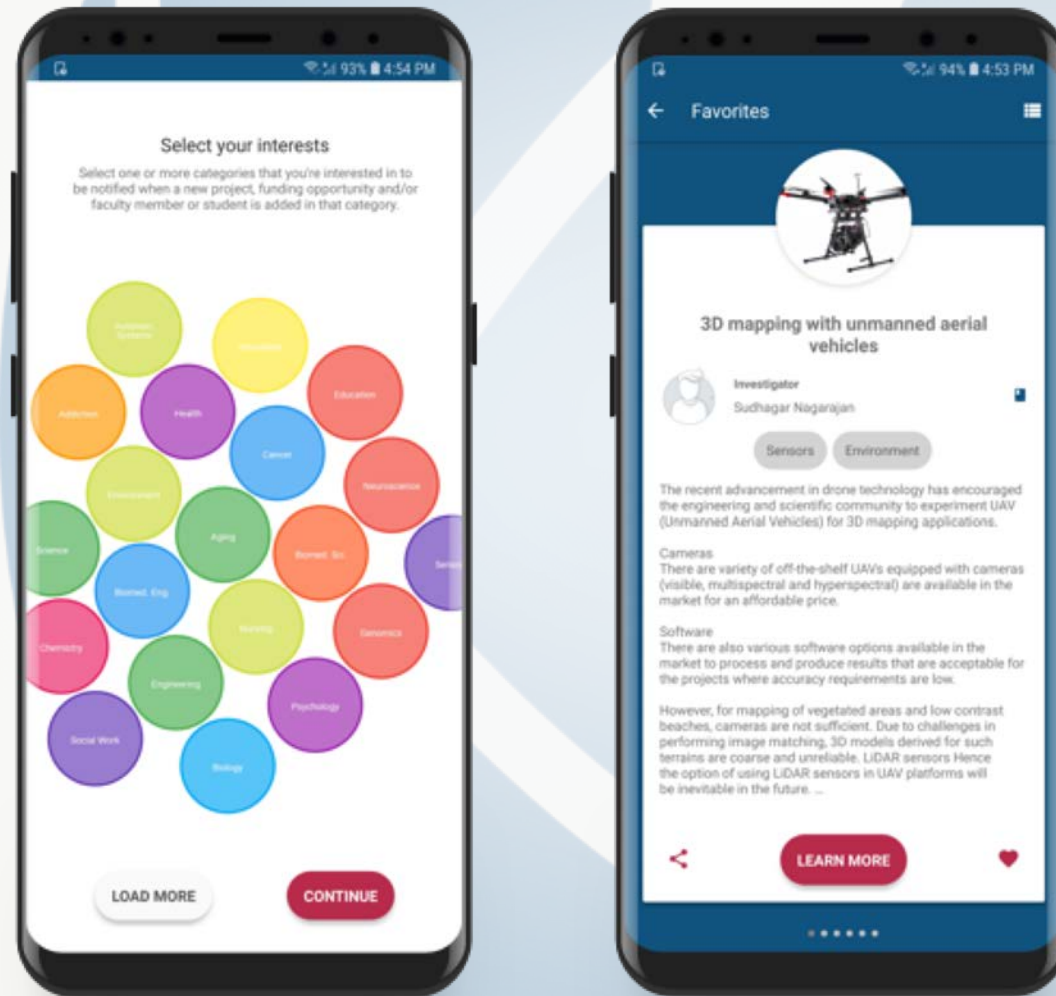 93% 4:54 PM
Select your interests
Select one or more categories that you're interested in to
be notified when a new project, funding opportunity and/or
faculty member or student is added in that category.
Education
Addiction
Health
Cancer
Neuroscience
Environment
Aging
Science
Biomed. Sci.
Biomed. Eng.
Nursing
Genomics
Chemistry
Engineering
Psychology
Social Work
Biology
LOAD MORE
CONTINUE
94% 4:53 PM
Favorites
3D mapping with unmanned aerial
vehicles
Investigator
Sudhagar Nagarajan
Sensors Environment
The recent advancement in drone technology has encouraged
the engineering and scientific community to experiment UAV
(Unmanned Aerial Vehicles) for 3D mapping applications.
Cameras
There are variety of off-the-shelf UAVs equipped with cameras
(visible, multispectral and hyperspectral) are available in the
market for an affordable price.
Software
There are also various software options available in the
market to process and produce results that are acceptable for
the projects where accuracy requirements are low.
However, for mapping of vegetated areas and low contrast
beaches, cameras are not sufficient. Due to challenges in
performing image matching, 3D models derived for such
terrains are coarse and unreliable. LiDAR sensors Hence
the option of using LiDAR sensors in UAV platforms will
be inevitable in the future. ...
LEARN MORE